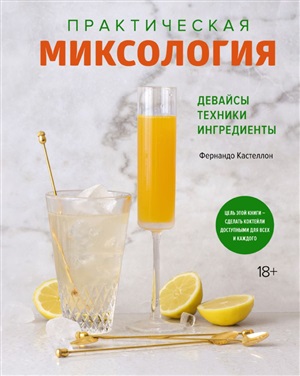 ПРАКТИЧЕСКАЯ
МИКСОЛОГИЯ
ДЕВАЙСЫ
ТЕХНИКИ
ИНГРЕДИЕНТЫ
Фернандо Кастеллон
ЦЕЛЬ ЭТОЙ КНИГИ –
СДЕЛАТЬ КОКТЕЙЛИ
ДОСТУПНЫМИ ДЛЯ ВСЕХ
И КАЖДОГО
18+